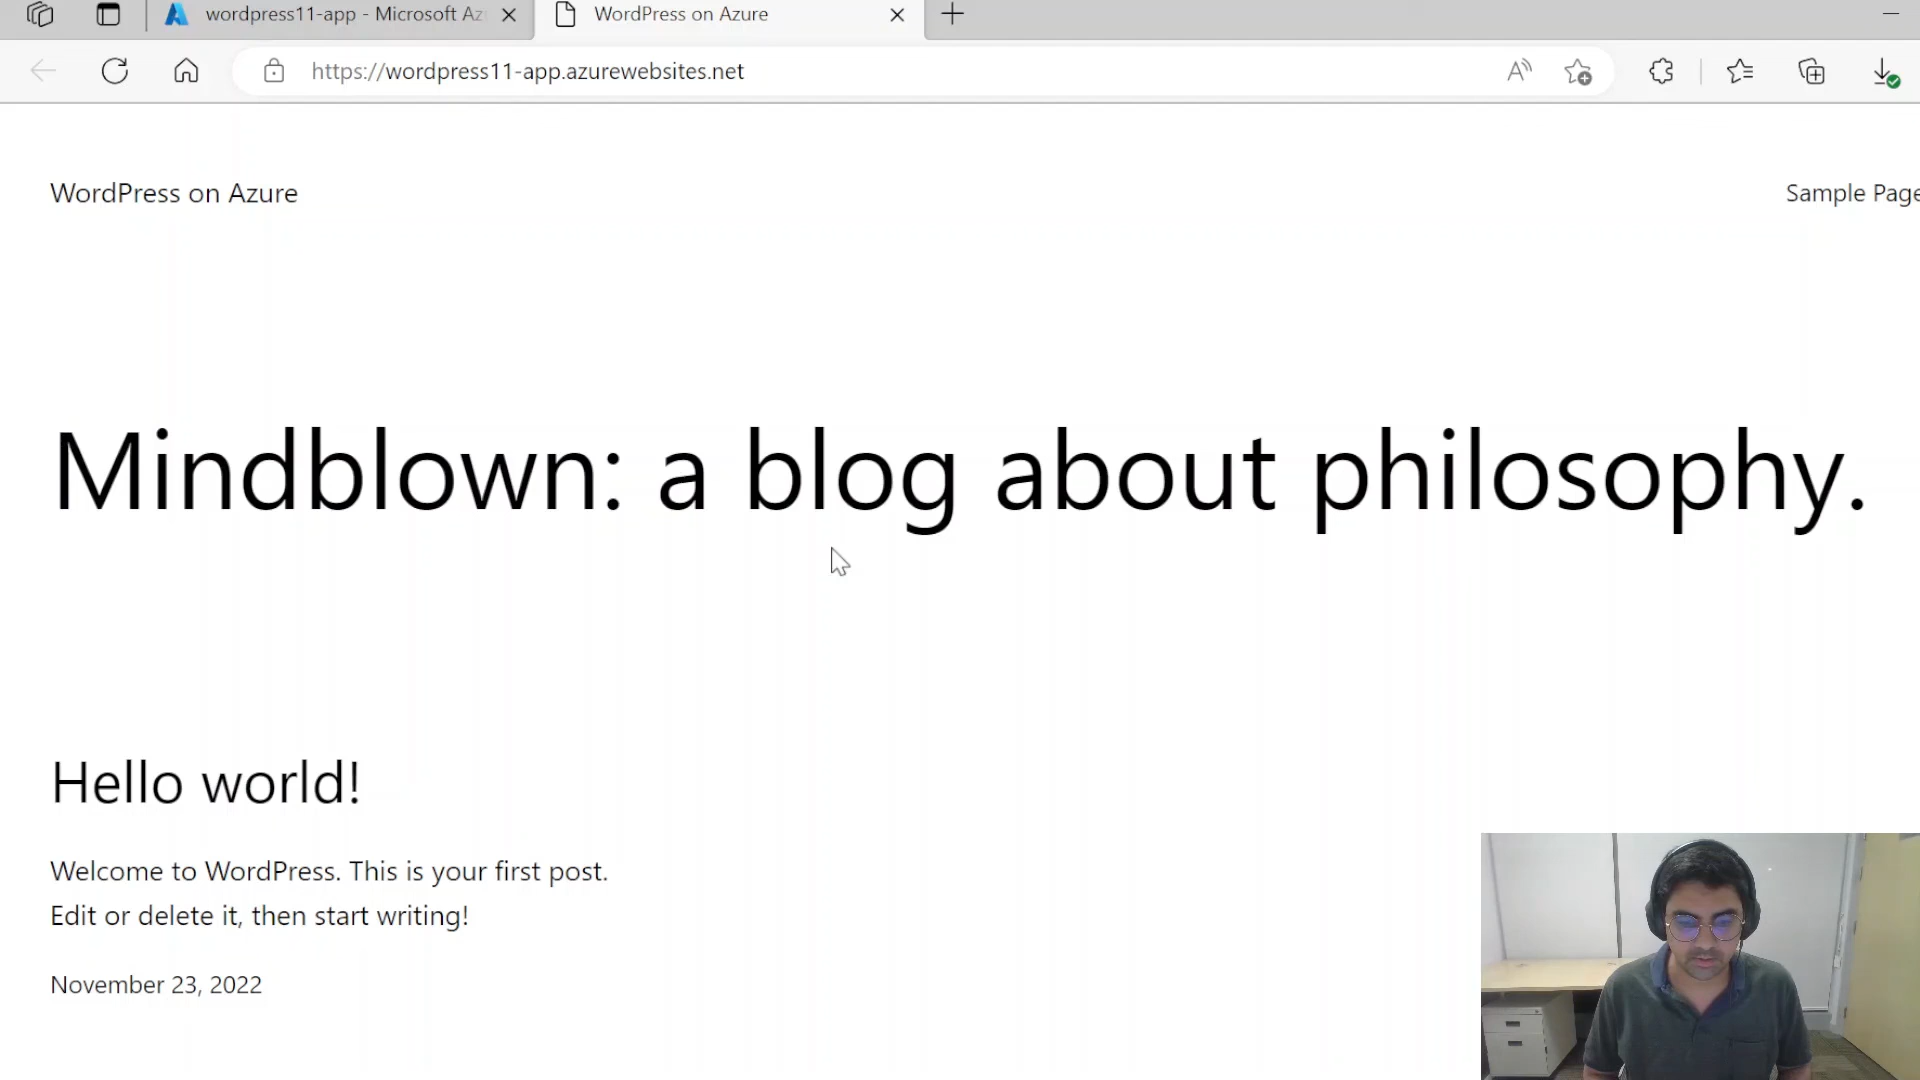 wordpress11-app - Microsoft Az
WordPress on Azure
https://wordpress11-app.azurewebsites.net
WordPress on Azure
Sample Page
Mindblown: a blog about philosophy.
Hello world!
Welcome to WordPress. This is your first post.
Edit or delete it, then start writing!
November 23, 2022